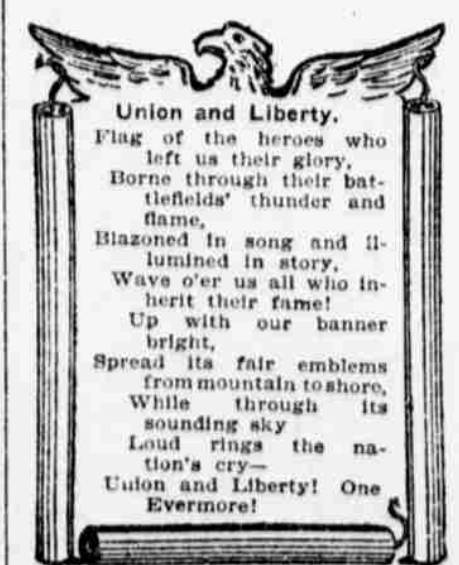 Union and Liberty.
Flag of the heroes who
left us their glory,
Borne through their bat-
tlefields' thunder and
flame,
Blazoned in song and il-
lumined in story,
Wave o'er us all who in-
herit their fame!
Up with our banner
bright,
Spread its fair emblems
from mountain to shore,
While through its
sounding sky
Loud rings the na-
tion's cry—
Union and Liberty! One
Evermore!